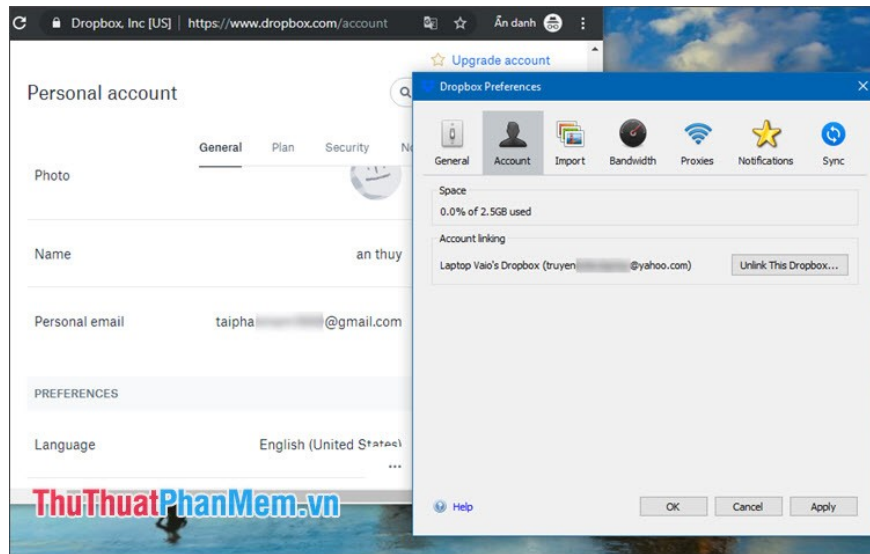 Dropbox, Inc [US] | https://www.dropbox.com/account Ẩn danh
Upgrade account
Personal account
General Plan Security
Photo
Name an thuy
Personal email taipha @gmail.com
PREFERENCES
Language English (United States)
...
ThuThuatPhanMem.vn
Dropbox Preferences
General Account Import Bandwidth Proxies Notifications Sync
Space
0.0% of 2.5GB used
Account linking
Laptop Vaio's Dropbox (truyen @yahoo.com) Unlink This Dropbox...
Help OK Cancel Apply